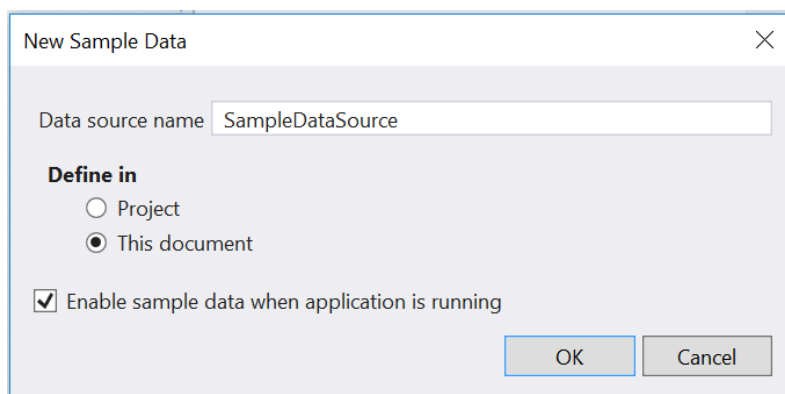 New Sample Data
Data source name SampleDataSource
Define in
Project
This document
Enable sample data when application is running
OK Cancel